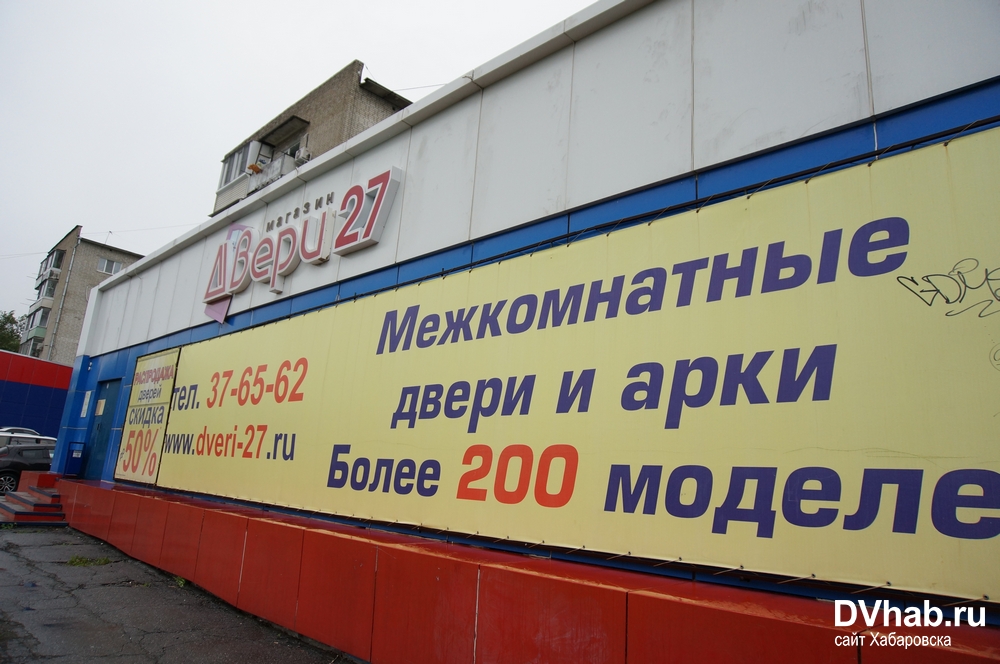 магазин
Двери 27
РАСПРОДАЖА
дверей
СКИДКА
50%
тел. 37-65-62
www.dveri-27.ru
Межкомнатные
двери и арки
Более 200 моделе
DVhab.ru
сайт Хабаровска